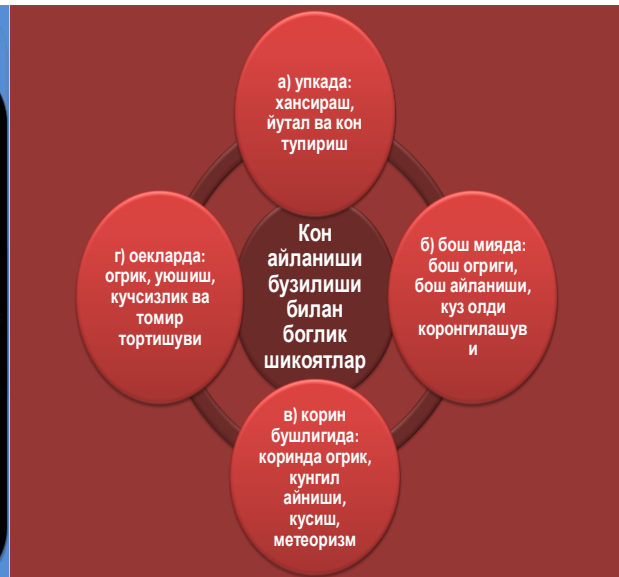 а) упкада:
хансираш,
йутал ва кон
тупириш
Кон
айланиши
бузилиши
билан
боглик
шикоятлар
б) бош мияда:
бош огриги,
бош айланиши,
куз олди
коронгилашув
и
г) оекларда:
огрик, уюшиш,
кучсизлик ва
томир
тортишуви
в) корин
бушлигида:
коринда огрик,
кунгил
айниши,
кусиш,
метеоризм